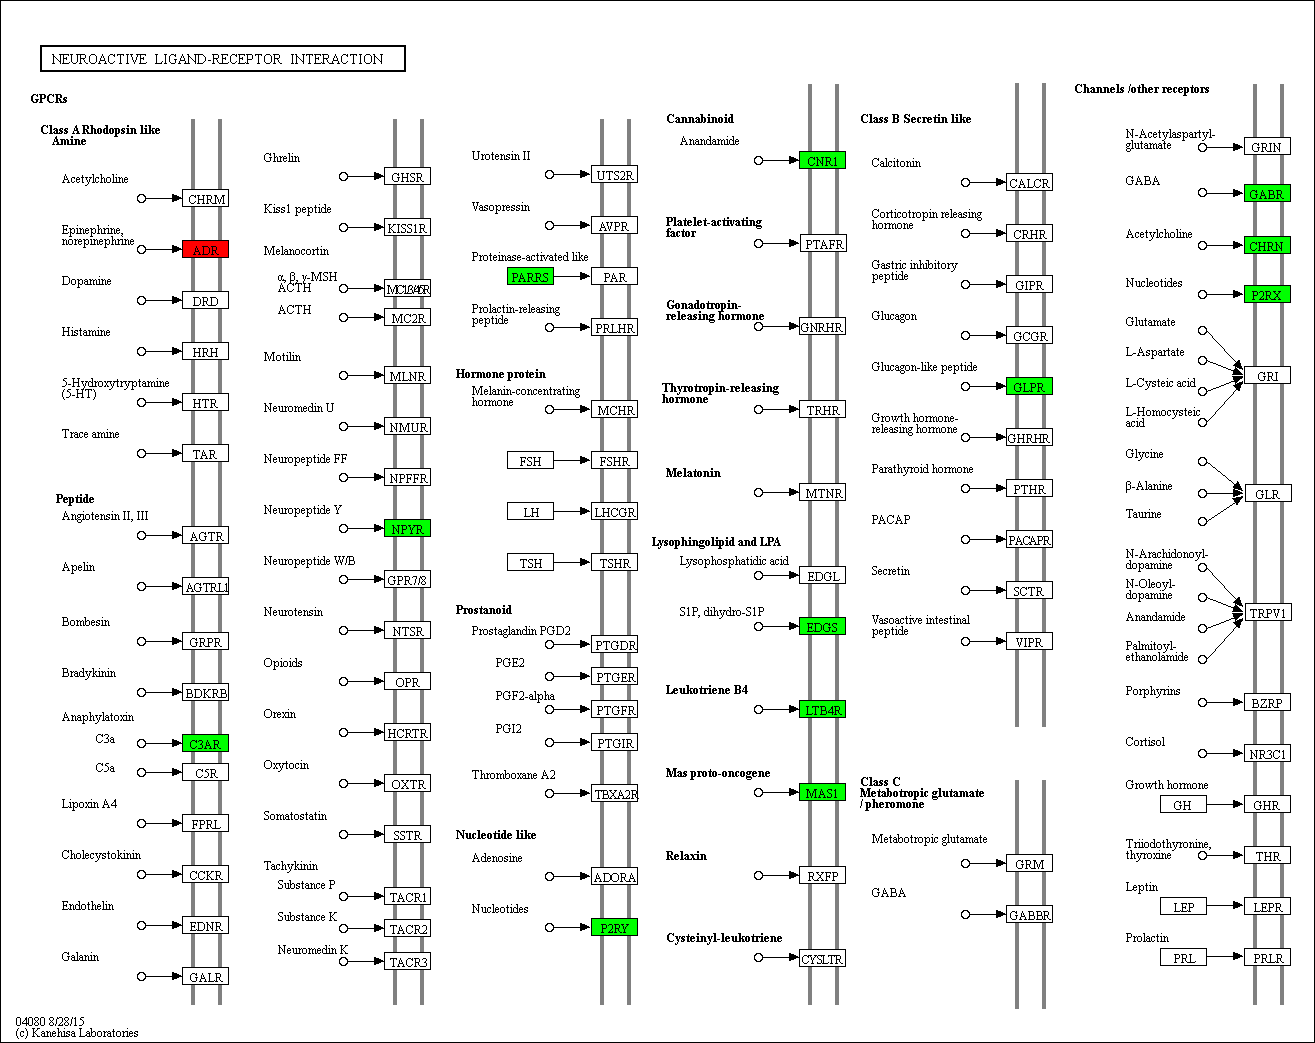 NEUROACTIVE LIGAND-RECEPTOR INTERACTION
GPCRs
Class A Rhodopsin like
Amine
Acetylcholine
CHRM
Epinephrine,
norepinephrine
ADR
Dopamine
DRD
Histamine
HRH
5-Hydroxytryptamine
(5-HT)
HTR
Trace amine
TAR
Peptide
Angiotensin II, III
AGTR
Apelin
AGTRL1
Bombesin
GRPR
Bradykinin
BDKRB
Anaphylatoxin
C3a
C3AR
C5a
C5R
Lipoxin A4
FPRL
Cholecystokinin
CCKR
Endothelin
EDNR
Galanin
GALR
Ghrelin
GHSR
Kiss1 peptide
KISS1R
Melanocortin
α, β, γ-MSH
ACTH
ACTH
MC2R
Motilin
MLNR
Neuromedin U
NMUR
Neuropeptide FF
NPFFR
Neuropeptide Y
NPYR
Neuropeptide W/B
GPR7/8
Neurotensin
NTSR
Opioids
OPR
Orexin
HCRTR
Oxytocin
OXTR
Somatostatin
SSTR
Tachykinin
Substance P
TACR1
Substance K
TACR2
Neuromedin K
TACR3
Urotensin II
UTS2R
Vasopressin
AVPR
Proteinase-activated like
PARRS
PAR
Prolactin-releasing
peptide
PRLHR
Hormone protein
Melanin-concentrating
hormone
MCHR
FSH
FSHR
LH
LHCGR
TSH
TSHR
Prostanoid
Prostaglandin PGD2
PTGDR
PGE2
PTGER
PGF2-alpha
PTGFR
PGI2
PTGIR
Thromboxane A2
TBXA2R
Nucleotide like
Adenosine
ADORA
Nucleotides
P2RY
Cannabinoid
Anandamide
CNR1
Platelet-activating
factor
PTAFR
Gonadotropin-
releasing hormone
GNRHR
Thyrotropin-releasing
hormone
TRHR
Melatonin
MTNR
Lysophingolipid and LPA
Lysophosphatidic acid
EDGL
S1P, dihydro-S1P
EDGS
Leukotriene B4
LTB4R
Mas proto-oncogene
MAS1
Relaxin
RXFP
Cysteinyl-leukotriene
CYSLTR
Class B Secretin like
Calcitonin
CALCR
Corticotropin releasing
hormone
CRHR
Gastric inhibitory
peptide
GIPR
Glucagon
GCGR
Glucagon-like peptide
GLPR
Growth hormone-
releasing hormone
GHRHR
Parathyroid hormone
PTHR
PACAP
PACAPR
Secretin
SCTR
Vasoactive intestinal
peptide
VIPR
Class C
Metabotropic glutamate
/ pheromone
Metabotropic glutamate
GRM
GABA
GABBR
Channels /other receptors
N-Acetylaspartyl-
glutamate
GRIN
GABA
GABR
Acetylcholine
CHRN
Nucleotides
P2RX
Glutamate
L-Aspartate
GRI
L-Cysteic acid
L-Homocysteic
acid
Glycine
β-Alanine
GLR
Taurine
N-Arachidonoyl-
dopamine
N-Oleoyl-
dopamine
TRPV1
Anandamide
Palmitoyl-
ethanolamide
Porphyrins
BZRP
Cortisol
NR3C1
Growth hormone
GH
GHR
Triiodothyronine,
thyroxine
THR
Leptin
LEP
LEPR
Prolactin
PRL
PRLR
04080 8/28/15
(c) Kanehisa Laboratories